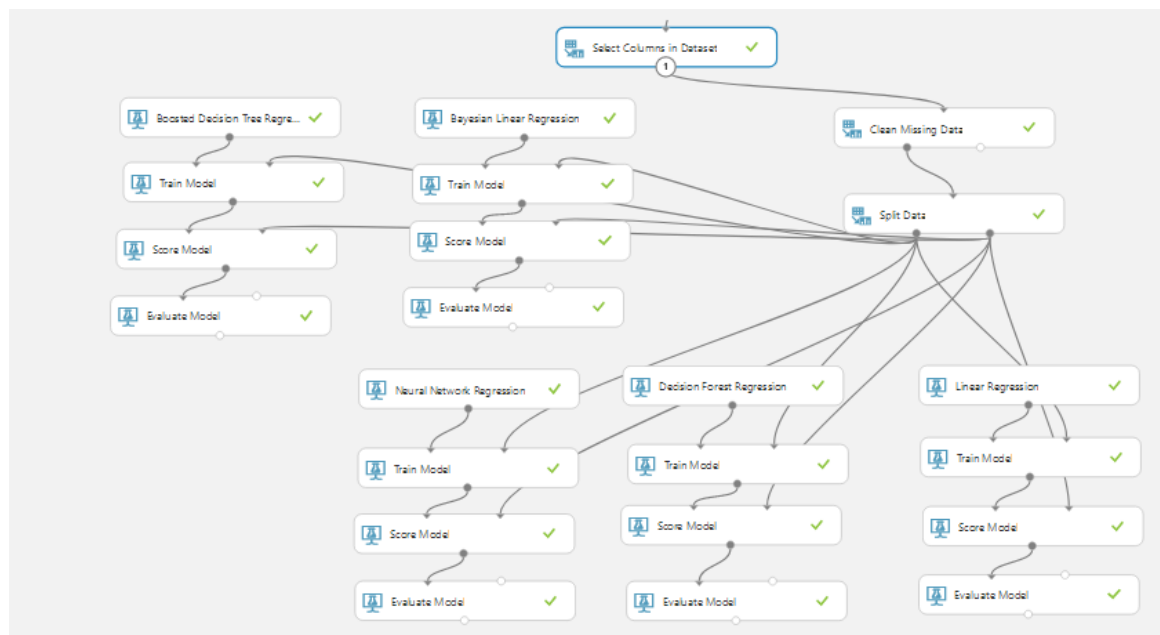 Select Columns in Dataset
1
Boosted Decision Tree Regre...
Bayesian Linear Regression
Clean Missing Data
Train Model
Train Model
Split Data
Score Model
Score Model
Evaluate Model
Evaluate Model
Neural Network Regression
Decision Forest Regression
Linear Regression
Train Model
Train Model
Train Model
Score Model
Score Model
Score Model
Evaluate Model
Evaluate Model
Evaluate Model